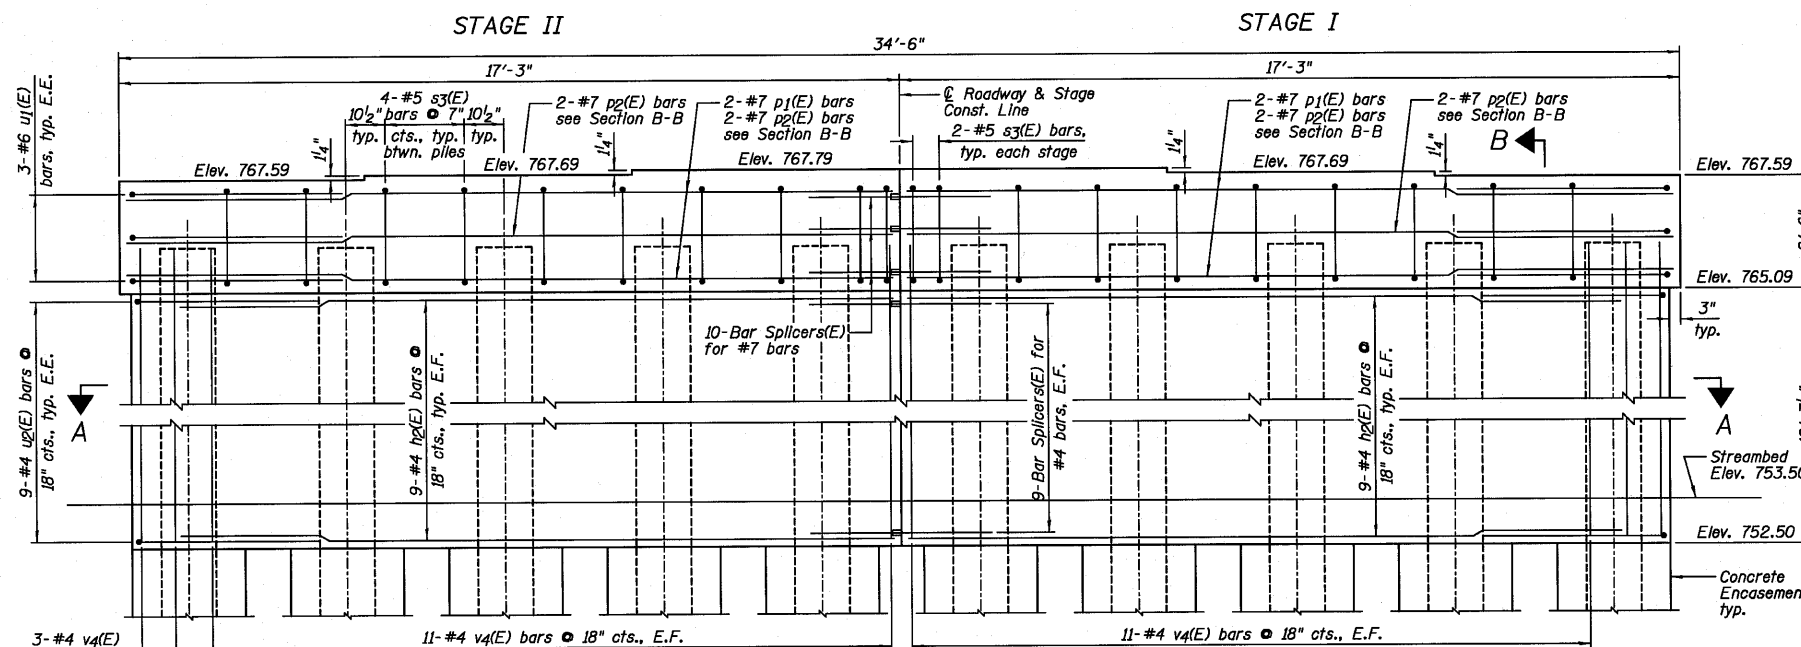 STAGE II
STAGE I
34'-6"
17'-3"
17'-3"
3-#6 u1(E)
bars, typ. E.E.
4-#5 s3(E)
10½" bars @ 7" 10½"
typ. cts., typ. typ.
btwn. piles
2-#7 p2(E) bars
see Section B-B
2-#7 p1(E) bars
2-#7 p2(E) bars
see Section B-B
℄ Roadway & Stage
Const. Line
2-#5 s3(E) bars,
typ. each stage
2-#7 p1(E) bars
2-#7 p2(E) bars
see Section B-B
2-#7 p2(E) bars
see Section B-B
B
1¼"
1¼"
1¼"
1¼"
Elev. 767.59
Elev. 767.69
Elev. 767.79
Elev. 767.69
Elev. 767.59
Elev. 765.09
3"
typ.
10-Bar Splicers(E)
for #7 bars
9-#4 u2(E) bars @
18" cts., typ. E.E.
9-#4 h2(E) bars @
18" cts., typ. E.F.
9-Bar Splicers(E) for
#4 bars, E.F.
9-#4 h2(E) bars @
18" cts., typ. E.F.
A
A
Streambed
Elev. 753.50
Elev. 752.50
Concrete
Encasemen
typ.
3-#4 v4(E)
11-#4 v4(E) bars @ 18" cts., E.F.
11-#4 v4(E) bars @ 18" cts., E.F.